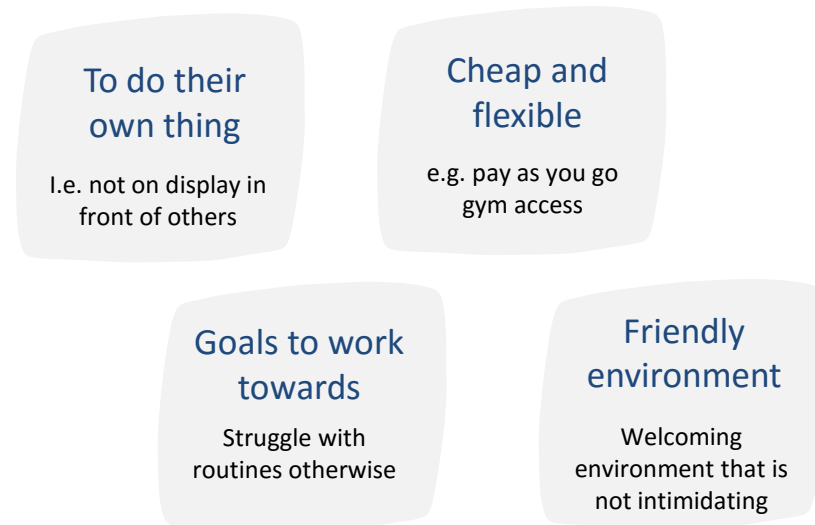 To do their
own thing
I.e. not on display in
front of others
Cheap and
flexible
e.g. pay as you go
gym access
Goals to work
towards
Struggle with
routines otherwise
Friendly
environment
Welcoming
environment that is
not intimidating